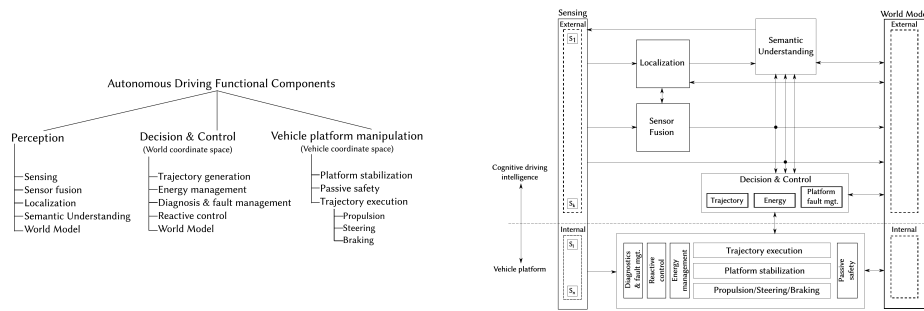 Autonomous Driving Functional Components
Perception
Sensing
Sensor fusion
Localization
Semantic Understanding
World Model
Decision & Control
(World coordinate space)
Trajectory generation
Energy management
Diagnosis & fault management
Reactive control
World Model
Vehicle platform manipulation
(Vehicle coordinate space)
Platform stabilization
Passive safety
Trajectory execution
Propulsion
Steering
Braking
Sensing
External
S1
Localization
Sensor
Fusion
Semantic
Understanding
World Mode
External
Cognitive driving
intelligence
Vehicle platform
Decision & Control
Trajectory
Energy
Platform
fault mgt.
Internal
Internal
Diagnostics
& fault mgt.
Reactive
control
Energy
management
Trajectory execution
Platform stabilization
Propulsion/Steering/Braking
Passive
safety